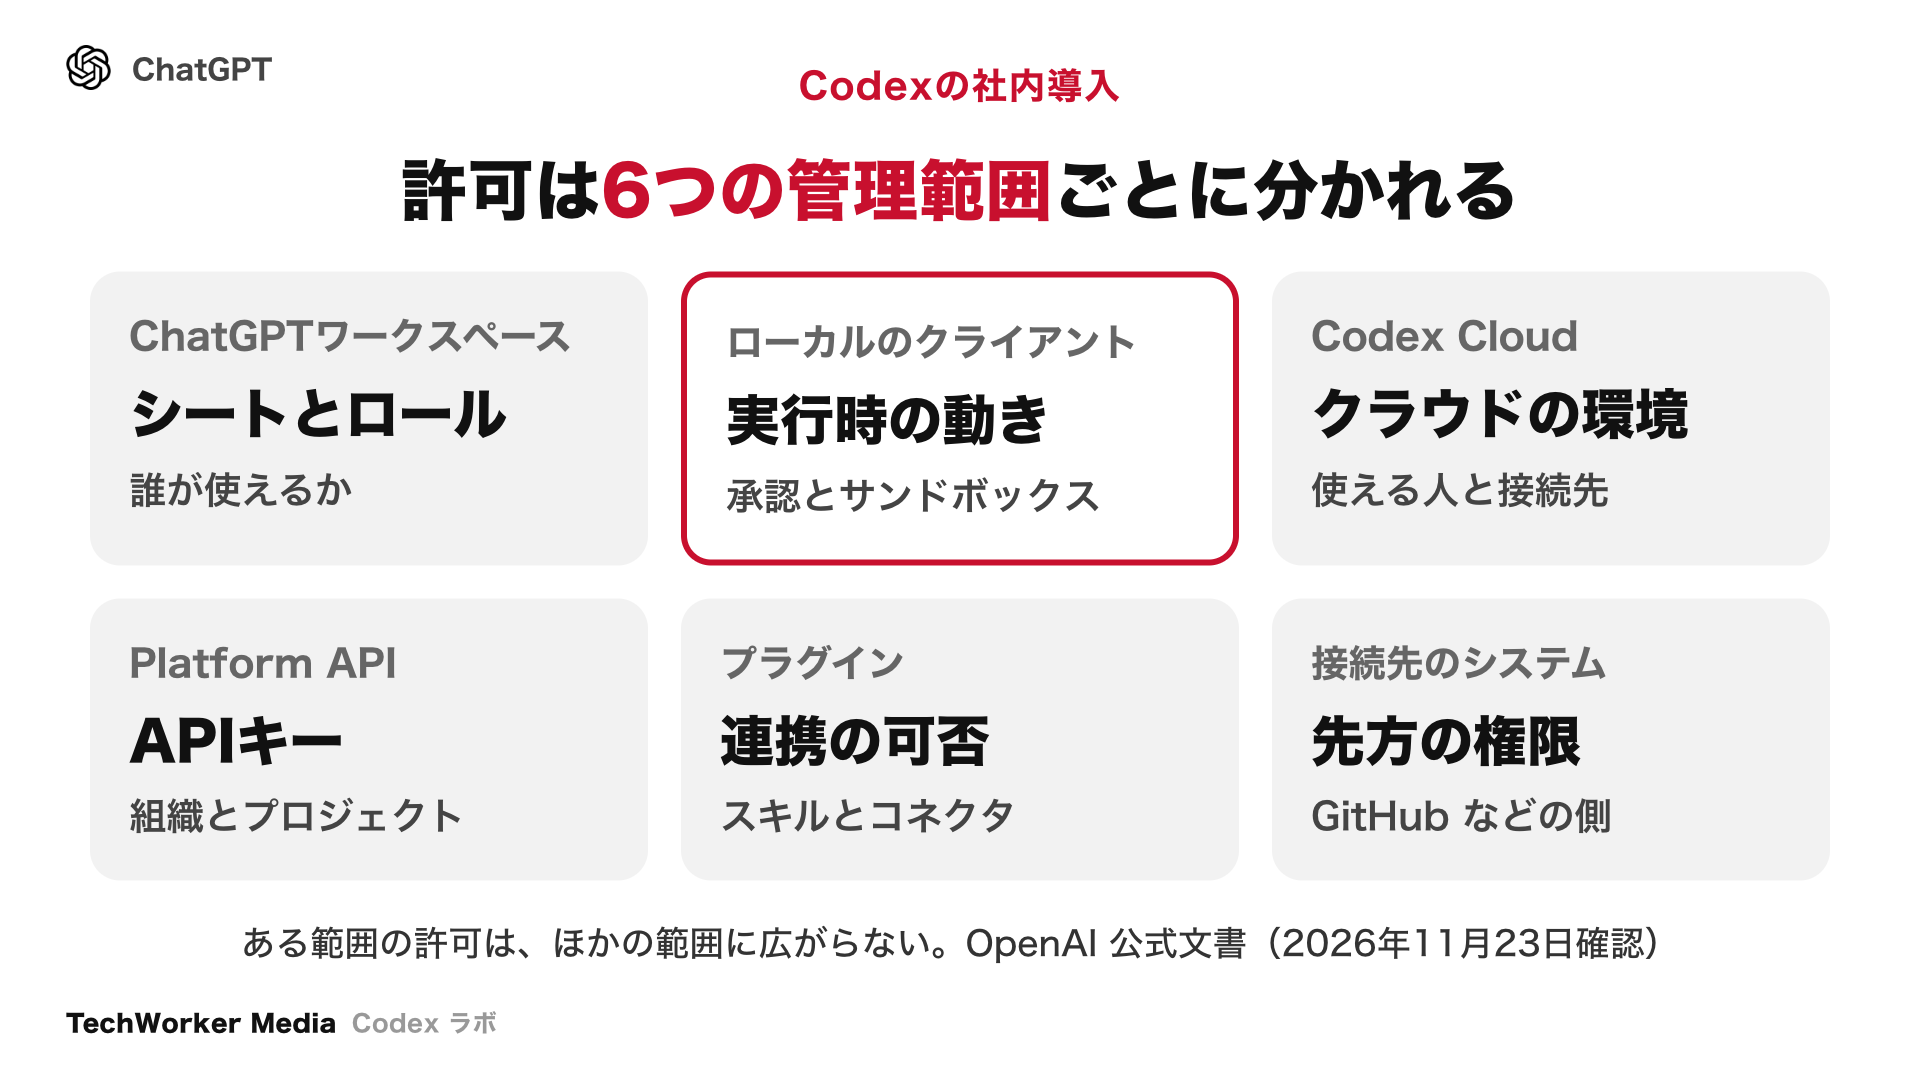 ChatGPT
Codexの社内導入
許可は6つの管理範囲ごとに分かれる
ChatGPTワークスペース
シートとロール
誰が使えるか
ローカルのクライアント
実行時の動き
承認とサンドボックス
Codex Cloud
クラウドの環境
使える人と接続先
Platform API
APIキー
組織とプロジェクト
プラグイン
連携の可否
スキルとコネクタ
接続先のシステム
先方の権限
GitHub などの側
ある範囲の許可は、ほかの範囲に広がらない。OpenAI 公式文書（2026年11月23日確認）
TechWorker Media Codex ラボ